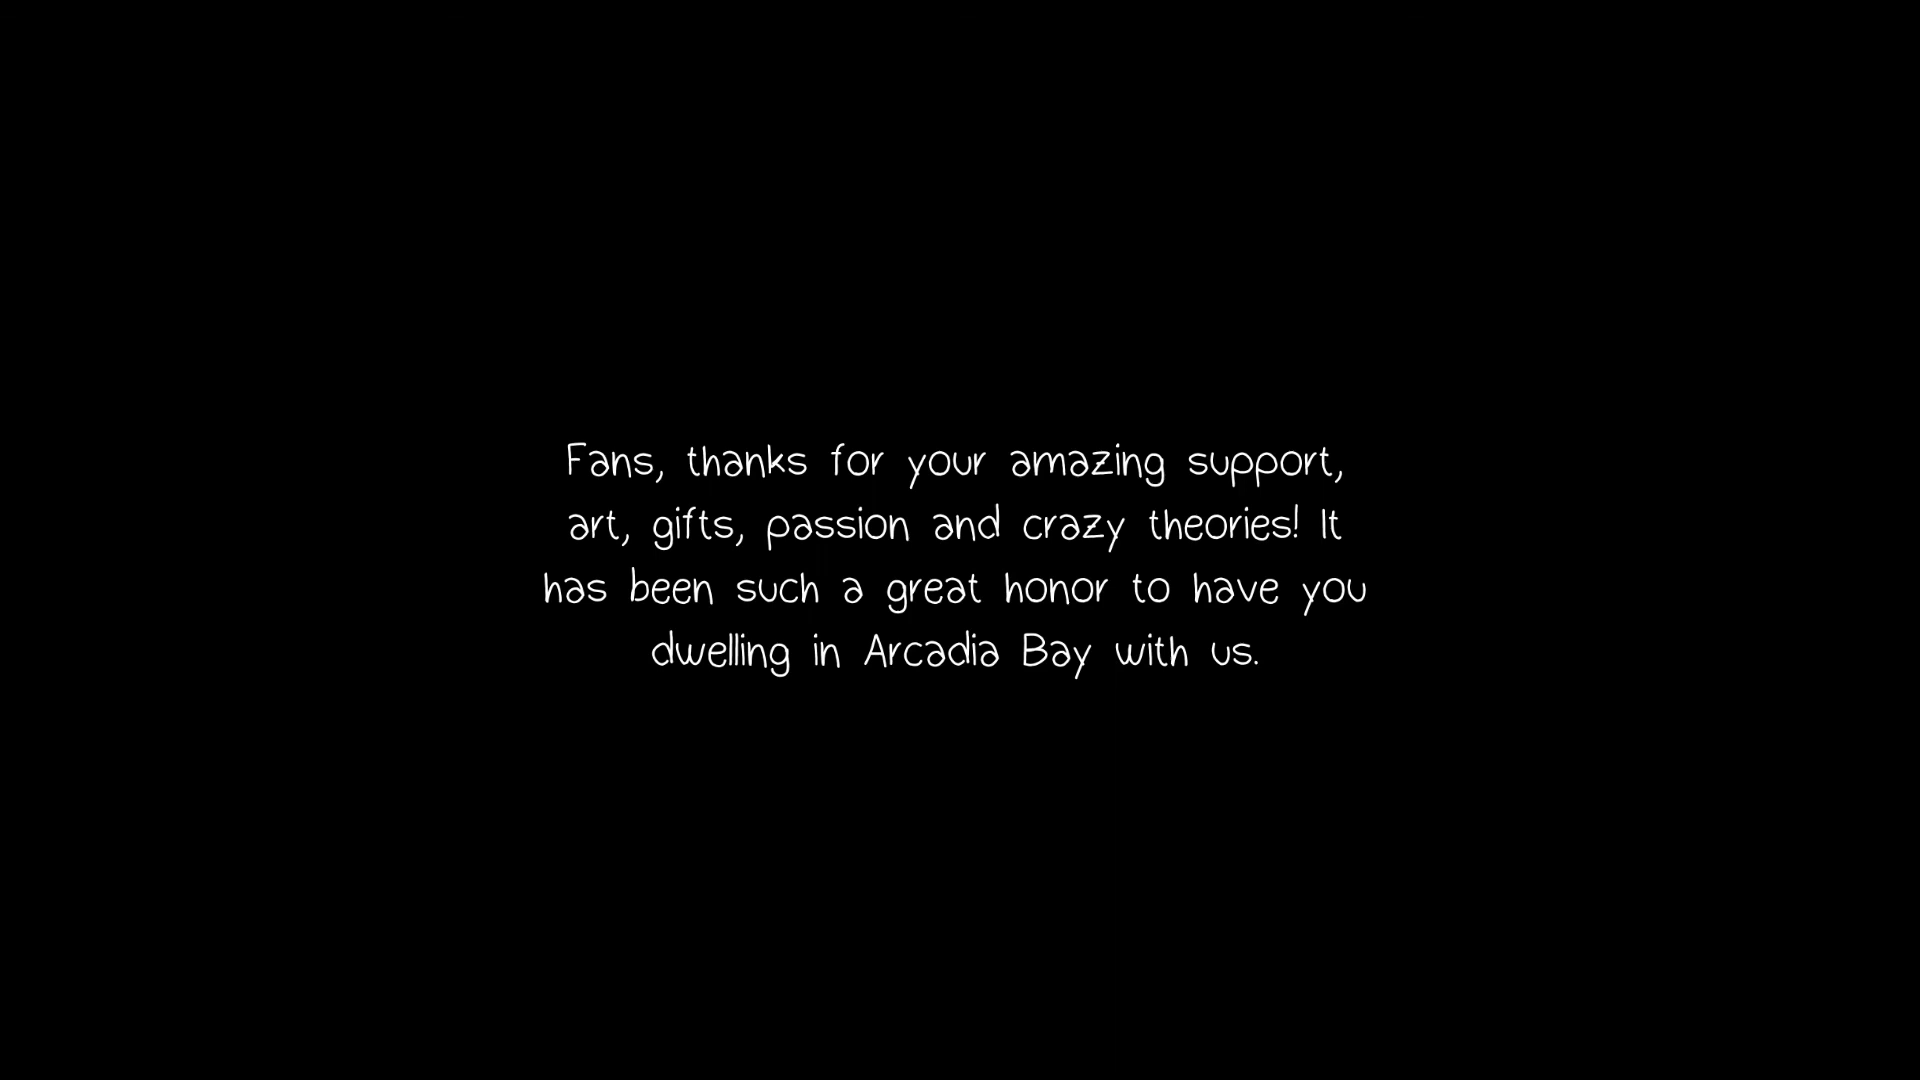 Fans, thanks for your amazing support,
art, gifts, passion and crazy theories! It
has been such a great honor to have you
dwelling in Arcadia Bay with us.